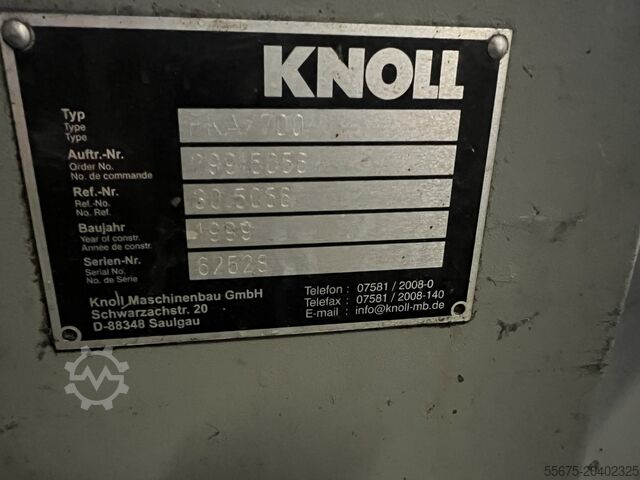 KNOLL
Typ
Type
Type
Auftr.-Nr.
Order No.
No. de commande
Ref.-Nr.
Ref.-No.
No. Ref.
Baujahr
Year of constr.
Année de constr.
1999
Serien-Nr.
Serial No.
No. de Série
62529
Knoll Maschinenbau GmbH
Schwarzachstr. 20
D-88348 Saulgau
Telefon : 07581 / 2008-0
Telefax : 07581 / 2008-140
E-mail : info@knoll-mb.de
55675-20402325